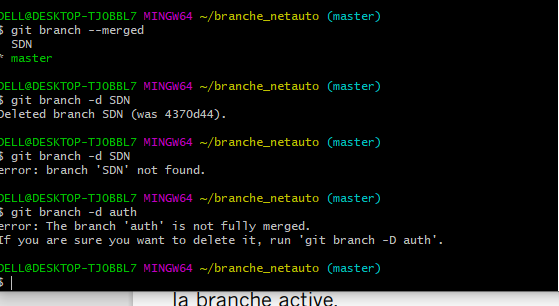 DELL@DESKTOP-TJOBBL7 MINGW64 ~/branche_netauto (master)
$ git branch --merged
  SDN
* master
DELL@DESKTOP-TJOBBL7 MINGW64 ~/branche_netauto (master)
$ git branch -d SDN
Deleted branch SDN (was 4370d44).
DELL@DESKTOP-TJOBBL7 MINGW64 ~/branche_netauto (master)
$ git branch -d SDN
error: branch 'SDN' not found.
DELL@DESKTOP-TJOBBL7 MINGW64 ~/branche_netauto (master)
$ git branch -d auth
error: The branch 'auth' is not fully merged.
If you are sure you want to delete it, run 'git branch -D auth'.
DELL@DESKTOP-TJOBBL7 MINGW64 ~/branche_netauto (master)
$
la branche active.